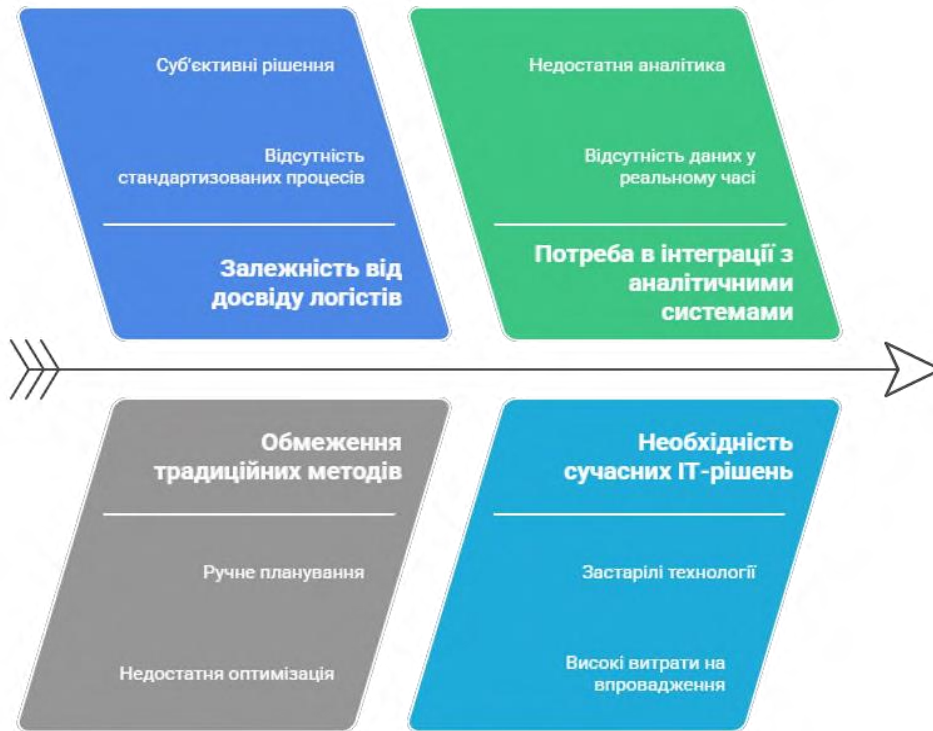 Суб'єктивні рішення
Відсутність
стандартизованих процесів
Залежність від
досвіду логістів
Недостатня аналітика
Відсутність даних у
реальному часі
Потреба в інтеграції з
аналітичними
системами
Обмеження
традиційних методів
Ручне планування
Недостатня оптимізація
Необхідність
сучасних ІТ-рішень
Застарілі технології
Високі витрати на
впровадження